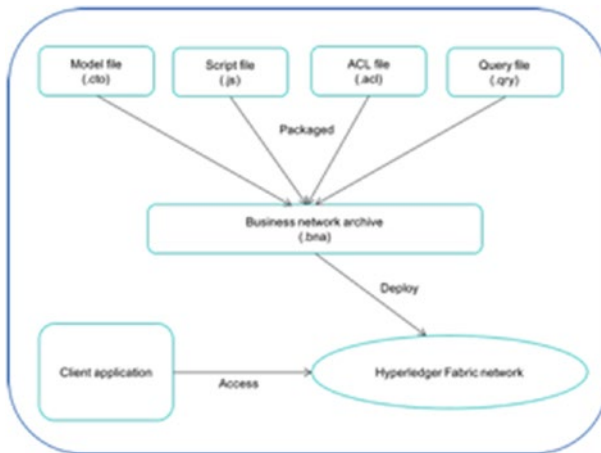 Model file
(.cto)
Script file
(.js)
ACL file
(.acl)
Query file
(.qry)
Packaged
Business network archive
(.bna)
Deploy
Client application
Access
Hyperledger Fabric network